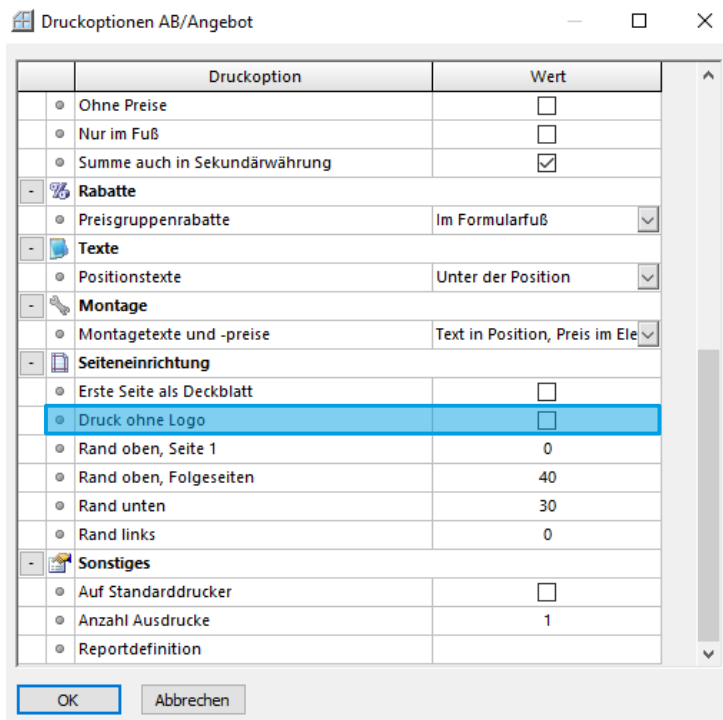 Druckoptionen AB/Angebot
Druckoption Wert
Ohne Preise
Nur im Fuß
Summe auch in Sekundärwährung
Rabatte
Preisgruppenrabatte Im Formularfuß
Texte
Positionstexte Unter der Position
Montage
Montagetexte und -preise Text in Position, Preis im Ele
Seiteneinrichtung
Erste Seite als Deckblatt
Druck ohne Logo
Rand oben, Seite 1 0
Rand oben, Folgeseiten 40
Rand unten 30
Rand links 0
Sonstiges
Auf Standarddrucker
Anzahl Ausdrucke 1
Reportdefinition
OK Abbrechen